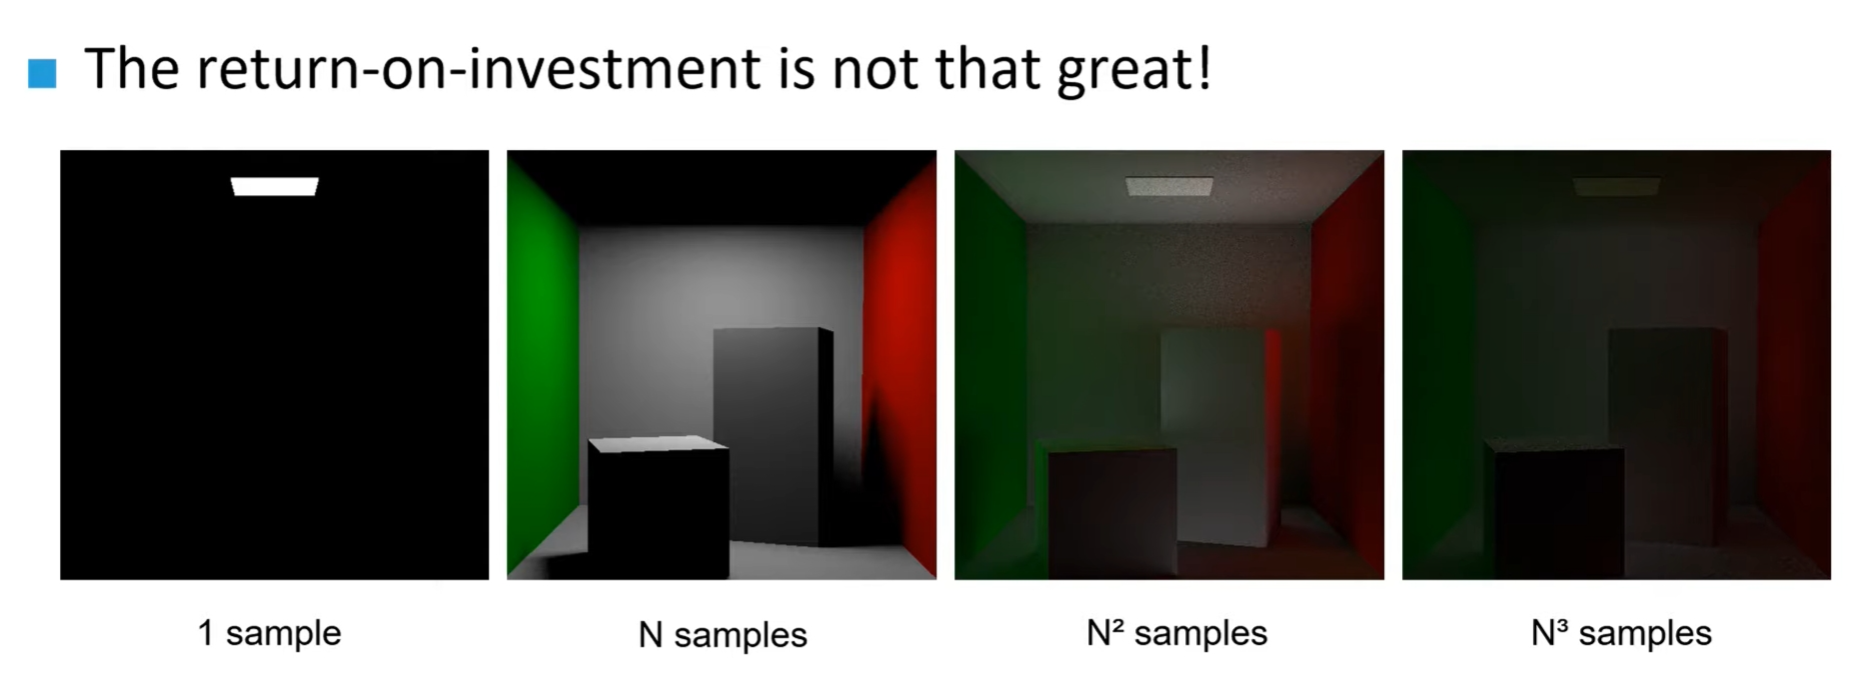 The return-on-investment is not that great!
1 sample
N samples
N² samples
N³ samples